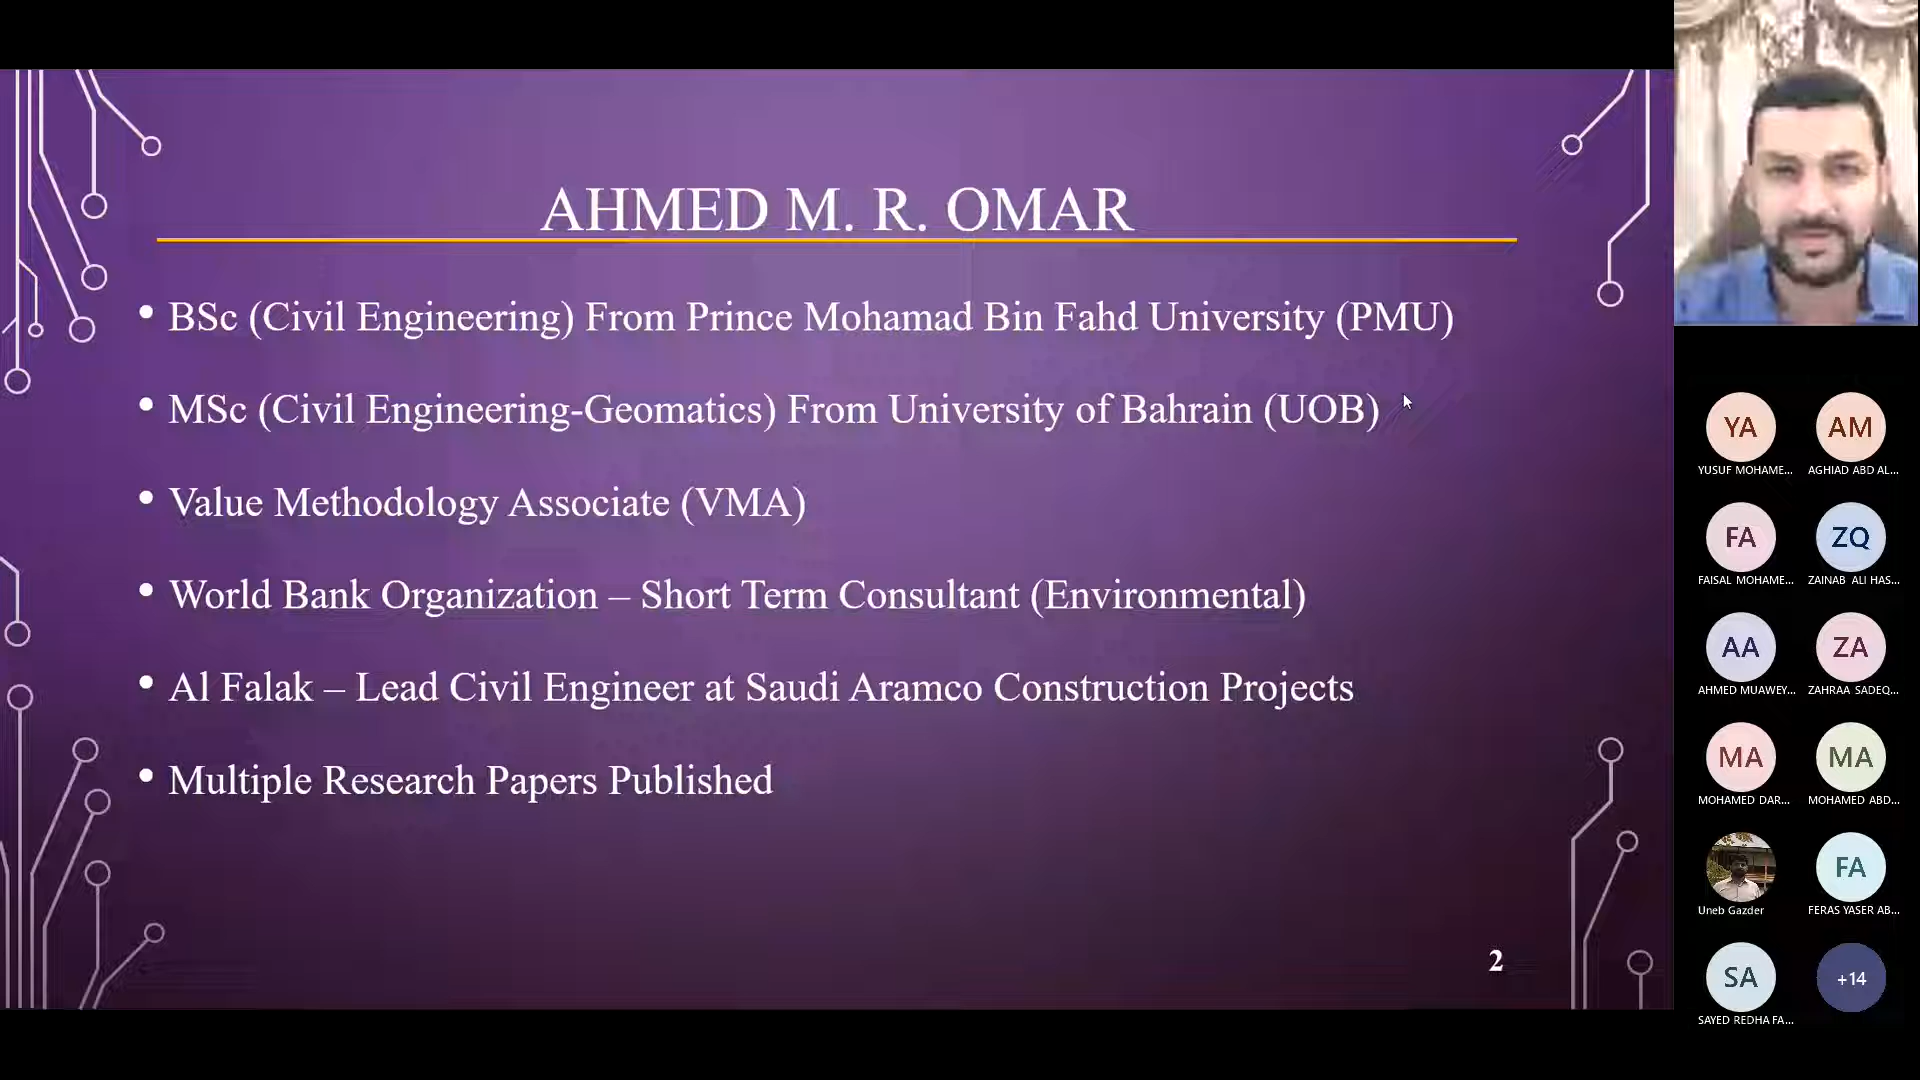 AHMED M. R. OMAR
• BSc (Civil Engineering) From Prince Mohamad Bin Fahd University (PMU)
• MSc (Civil Engineering-Geomatics) From University of Bahrain (UOB)
• Value Methodology Associate (VMA)
• World Bank Organization – Short Term Consultant (Environmental)
• Al Falak – Lead Civil Engineer at Saudi Aramco Construction Projects
• Multiple Research Papers Published
2
YA AM
YUSUF MOHAME... AGHIAD ABD AL...
FA ZQ
FAISAL MOHAME... ZAINAB ALI HAS...
AA ZA
AHMED MUAWEY... ZAHRAA SADEQ...
MA MA
MOHAMED DAR... MOHAMED ABD...
FA
Uneb Gazder FERAS YASER AB...
SA +14
SAYED REDHA FA...